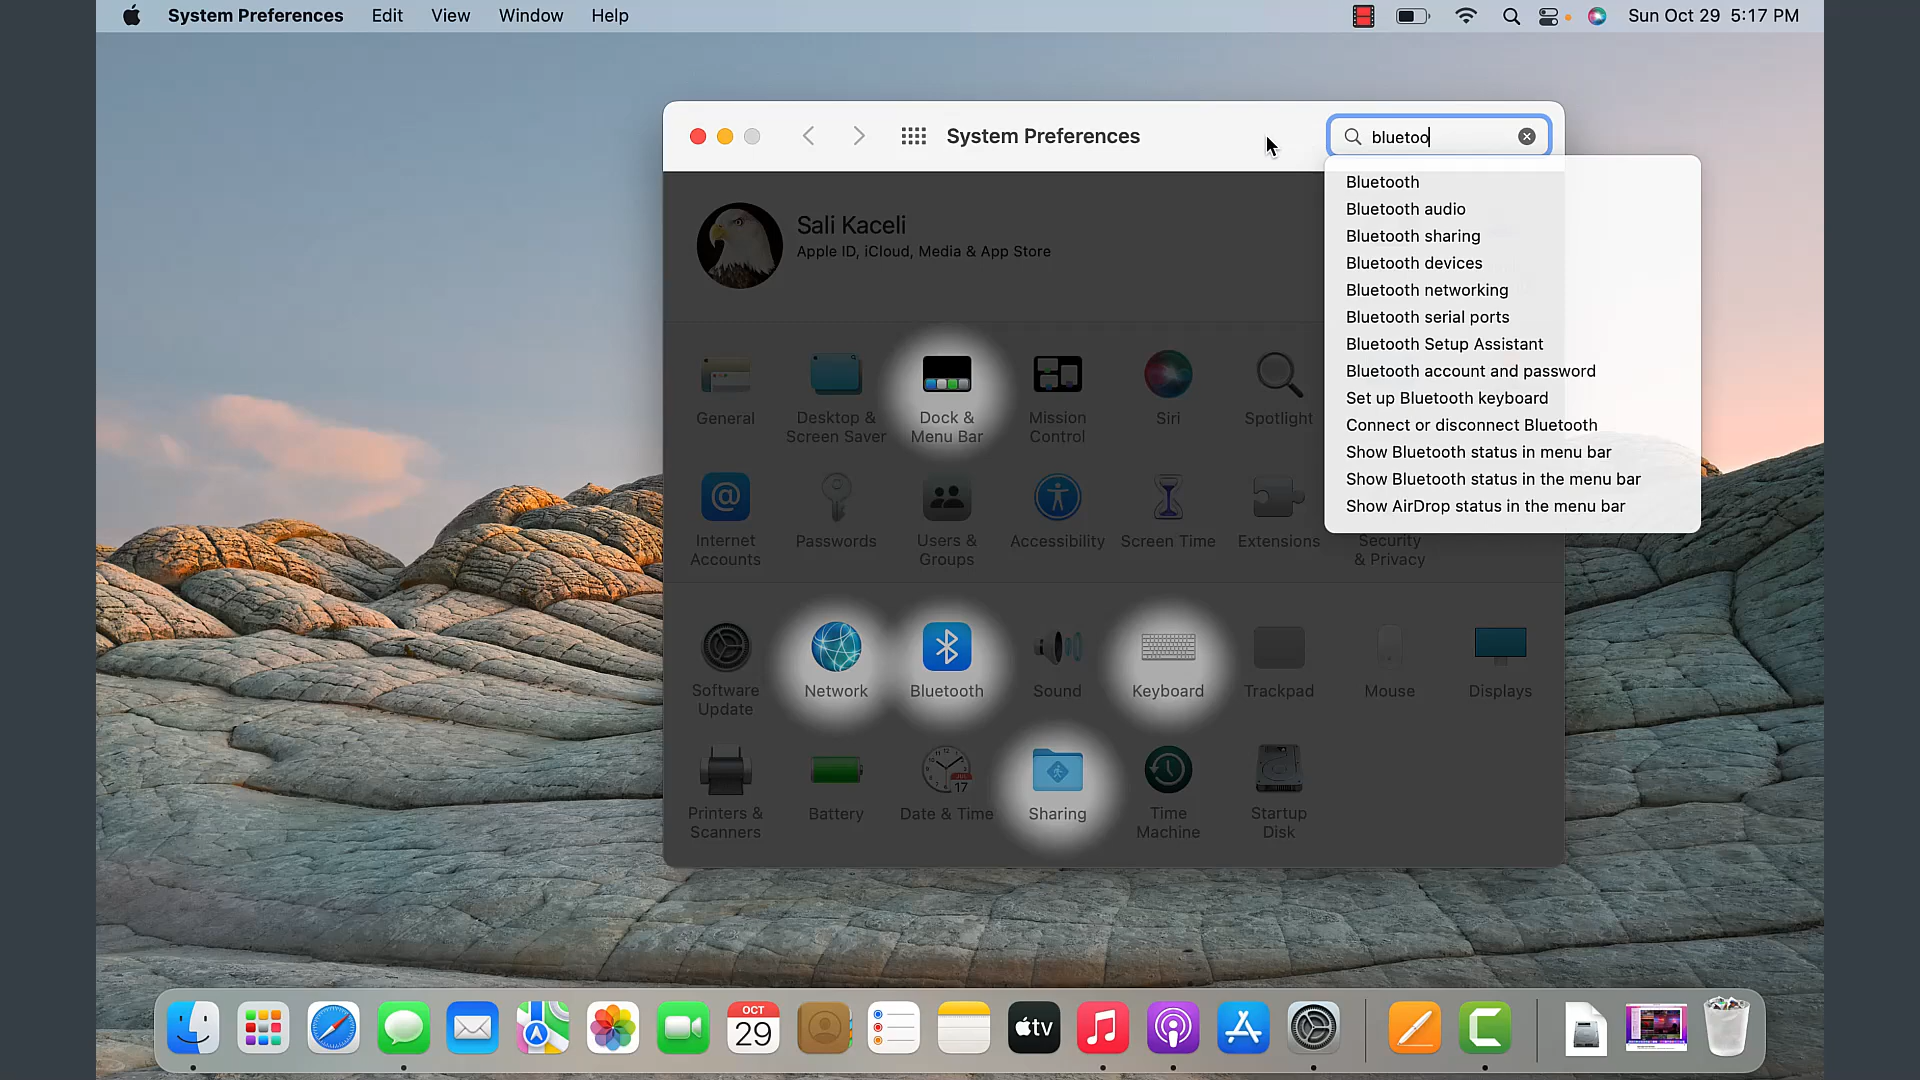 System Preferences Edit View Window Help Sun Oct 29 5:17 PM
System Preferences bluetoo
Sali Kaceli
Apple ID, iCloud, Media & App Store
Bluetooth
Bluetooth audio
Bluetooth sharing
Bluetooth devices
Bluetooth networking
Bluetooth serial ports
Bluetooth Setup Assistant
Bluetooth account and password
Set up Bluetooth keyboard
Connect or disconnect Bluetooth
Show Bluetooth status in menu bar
Show Bluetooth status in the menu bar
Show AirDrop status in the menu bar
General
Desktop &
Screen Saver
Dock &
Menu Bar
Mission
Control
Siri
Spotlight
Internet
Accounts
Passwords
Users &
Groups
Accessibility
Screen Time
Extensions
Security
& Privacy
Software
Update
Network
Bluetooth
Sound
Keyboard
Trackpad
Mouse
Displays
Printers &
Scanners
Battery
JUL
17
Date & Time
Sharing
Time
Machine
Startup
Disk
OCT
29
tv